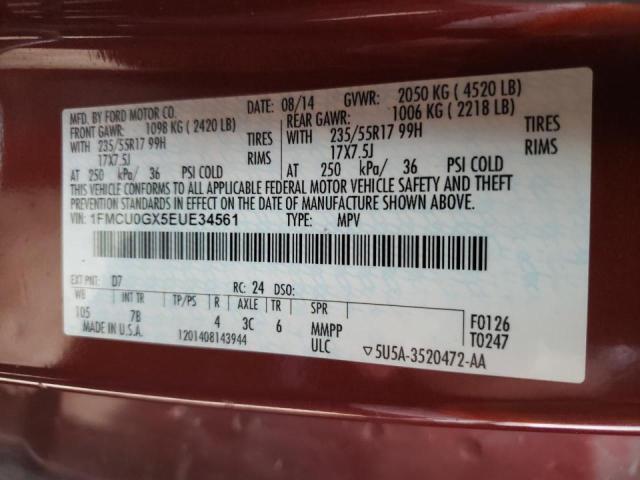 MFD. BY FORD MOTOR CO.
DATE: 08/14 GVWR: 2050 KG ( 4520 LB)
FRONT GAWR: 1098 KG ( 2420 LB)
REAR GAWR: 1006 KG ( 2218 LB)
WITH 235/55R17 99H TIRES
WITH 235/55R17 99H TIRES
17X7.5J RIMS
17X7.5J RIMS
AT 250 kPa/ 36 PSI COLD
AT 250 kPa/ 36 PSI COLD
THIS VEHICLE CONFORMS TO ALL APPLICABLE FEDERAL MOTOR VEHICLE SAFETY AND THEFT
PREVENTION STANDARDS IN EFFECT ON THE DATE OF MANUFACTURE SHOWN ABOVE.
VIN: 1FMCU0GX5EUE34561 TYPE: MPV
EXT PNT: D7 RC: 24 DSO:
WB INT TR TP/PS R AXLE TR SPR
105 7B 4 3C 6 MMPP
F0126
T0247
MADE IN U.S.A. 1201408143944 ULC ▽5U5A-3520472-AA